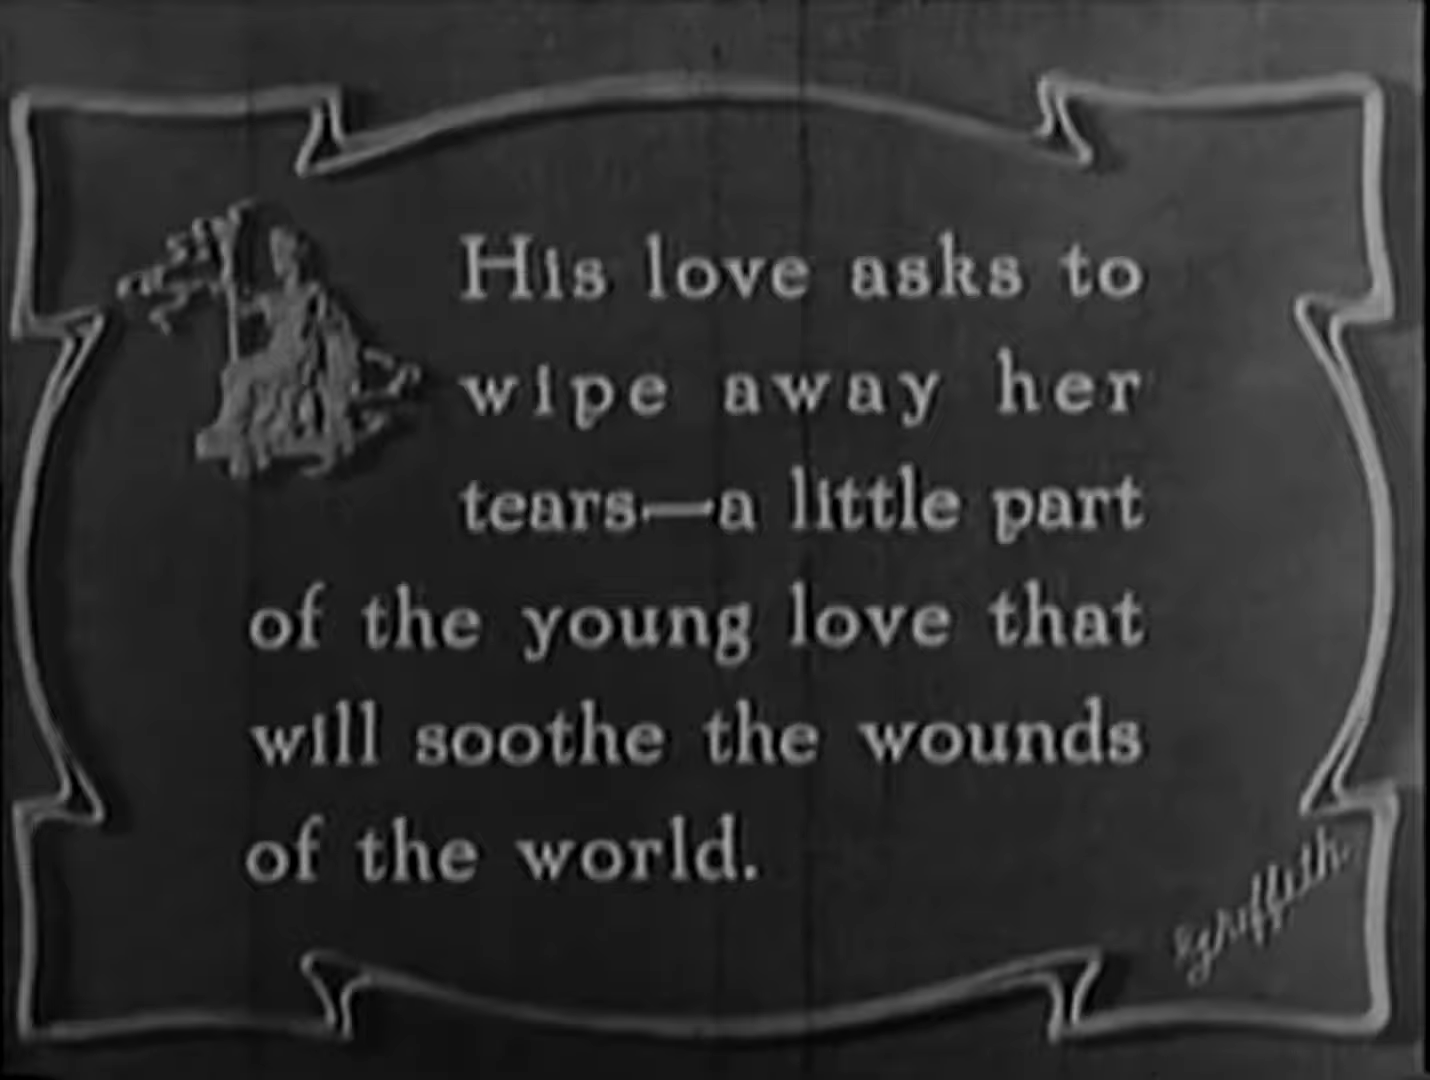 His love asks to
wipe away her
tears—a little part
of the young love that
will soothe the wounds
of the world.
Griffith.